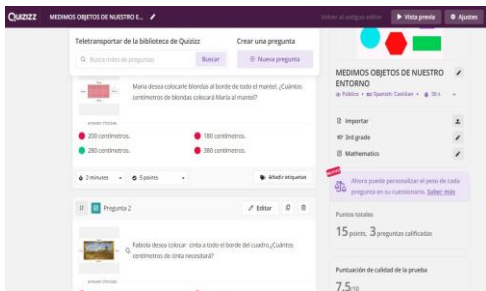 QUIZIZZ
MEDIMOS OBJETOS DE NUESTRO E...
Volver al antiguo editor
Vista previa
Ajustes
Teletransportar de la biblioteca de Quizizz
Crear una pregunta
Busca miles de preguntas
Buscar
Nueva pregunta
María desea colocarle blondas al borde de todo el mantel. ¿Cuántos
centímetros de blondas colocará María al mantel?
answer choices
200 centímetros.
180 centímetros.
280 centímetros.
380 centímetros.
2 minutes
5 points
Añadir etiquetas
Pregunta 2
Editar
Q. Fabiola desea colocar cinta a todo el borde del cuadro.¿Cuántos
centímetros de cinta necesitará?
answer choices
MEDIMOS OBJETOS DE NUESTRO
ENTORNO
Público • Spanish; Castilian • 30 s.
Importar
3rd grade
Mathematics
NUEVO
Ahora puede personalizar el peso de cada
pregunta en su cuestionario. Saber
más
Puntos totales
15 points, 3 preguntas calificadas
Puntuación de calidad de la prueba
7.5/10